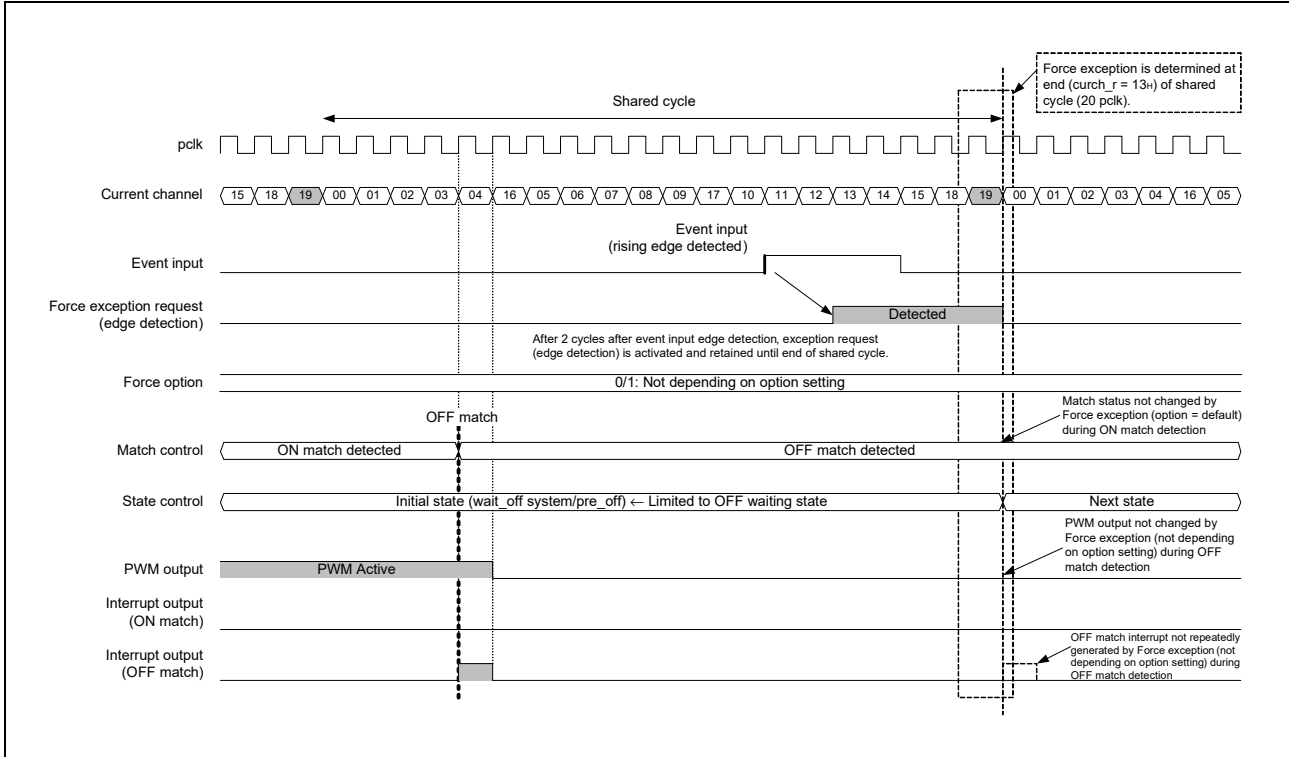 Force exception is determined at
end (curch_r = 13H) of shared
cycle (20 pclk).
Shared cycle
pclk
Current channel
15 18 19 00 01 02 03 04 16 05 06 07 08 09 17 10 11 12 13 14 15 18 19 00 01 02 03 04 16 05
Event input
(rising edge detected)
Event input
Force exception request
(edge detection)
Detected
After 2 cycles after event input edge detection, exception request
(edge detection) is activated and retained until end of shared cycle.
Force option
0/1: Not depending on option setting
OFF match
Match status not changed by
Force exception (option = default)
during ON match detection
Match control
ON match detected
OFF match detected
State control
Initial state (wait_off system/pre_off) ← Limited to OFF waiting state
Next state
PWM output not changed by
Force exception (not depending
on option setting) during OFF
match detection
PWM output
PWM Active
Interrupt output
(ON match)
Interrupt output
(OFF match)
OFF match interrupt not repeatedly
generated by Force exception (not
depending on option setting) during
OFF match detection